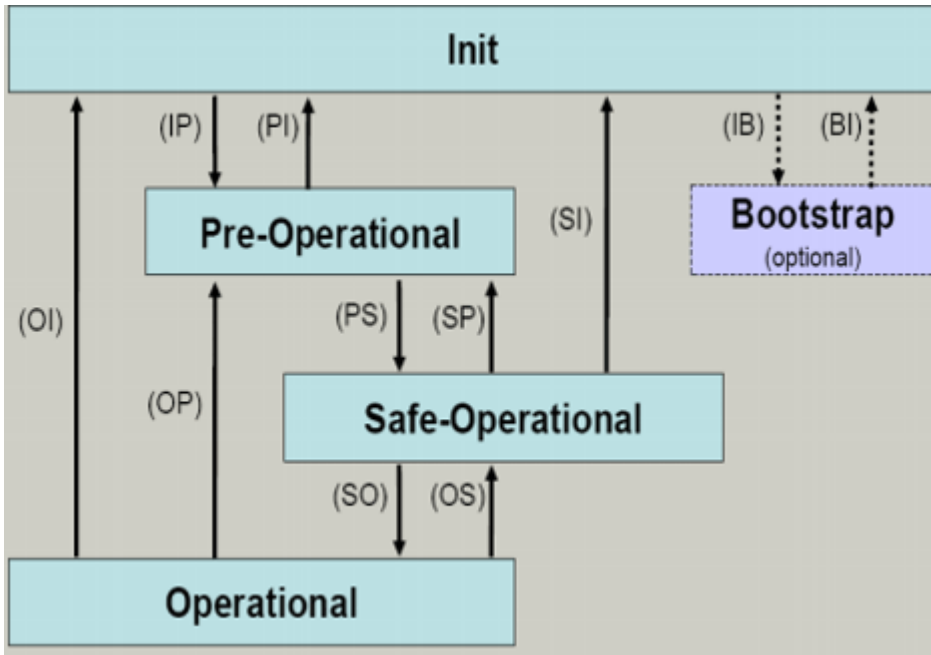 Init
(IP)
(PI)
(IB)
(BI)
Pre-Operational
Bootstrap
(optional)
(SI)
(OI)
(PS)
(SP)
(OP)
Safe-Operational
(SO)
(OS)
Operational